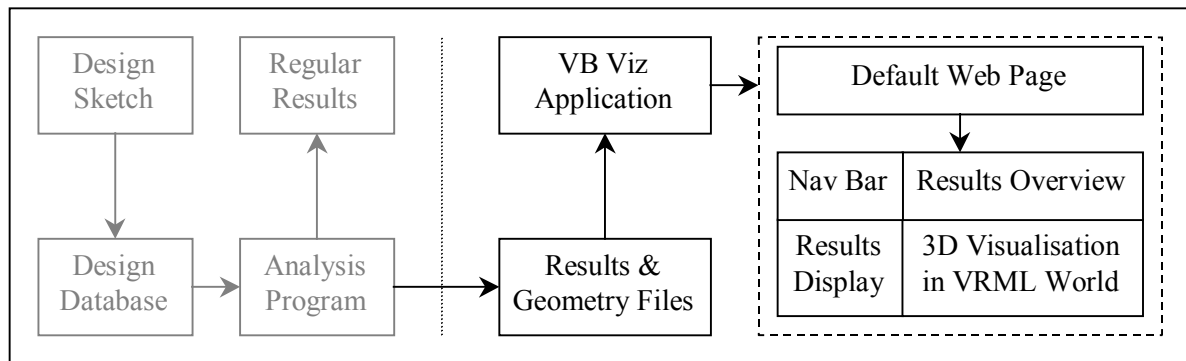 Design
Sketch
Regular
Results
VB Viz
Application
Default Web Page
Nav Bar
Results Overview
Design
Database
Analysis
Program
Results &
Geometry Files
Results
Display
3D Visualisation
in VRML World